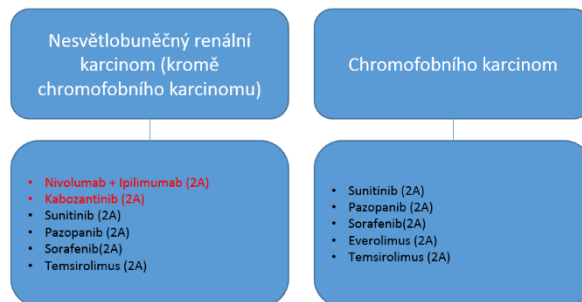 Nesvětlobuněčný renální
karcinom (kromě
chromofobního karcinomu)
Nivolumab + Ipilimumab (2A)
Kabozantinib (2A)
Sunitinib (2A)
Pazopanib (2A)
Sorafenib(2A)
Temsirolimus (2A)
Chromofobního karcinom
Sunitinib (2A)
Pazopanib (2A)
Sorafenib(2A)
Everolimus (2A)
Temsirolimus (2A)